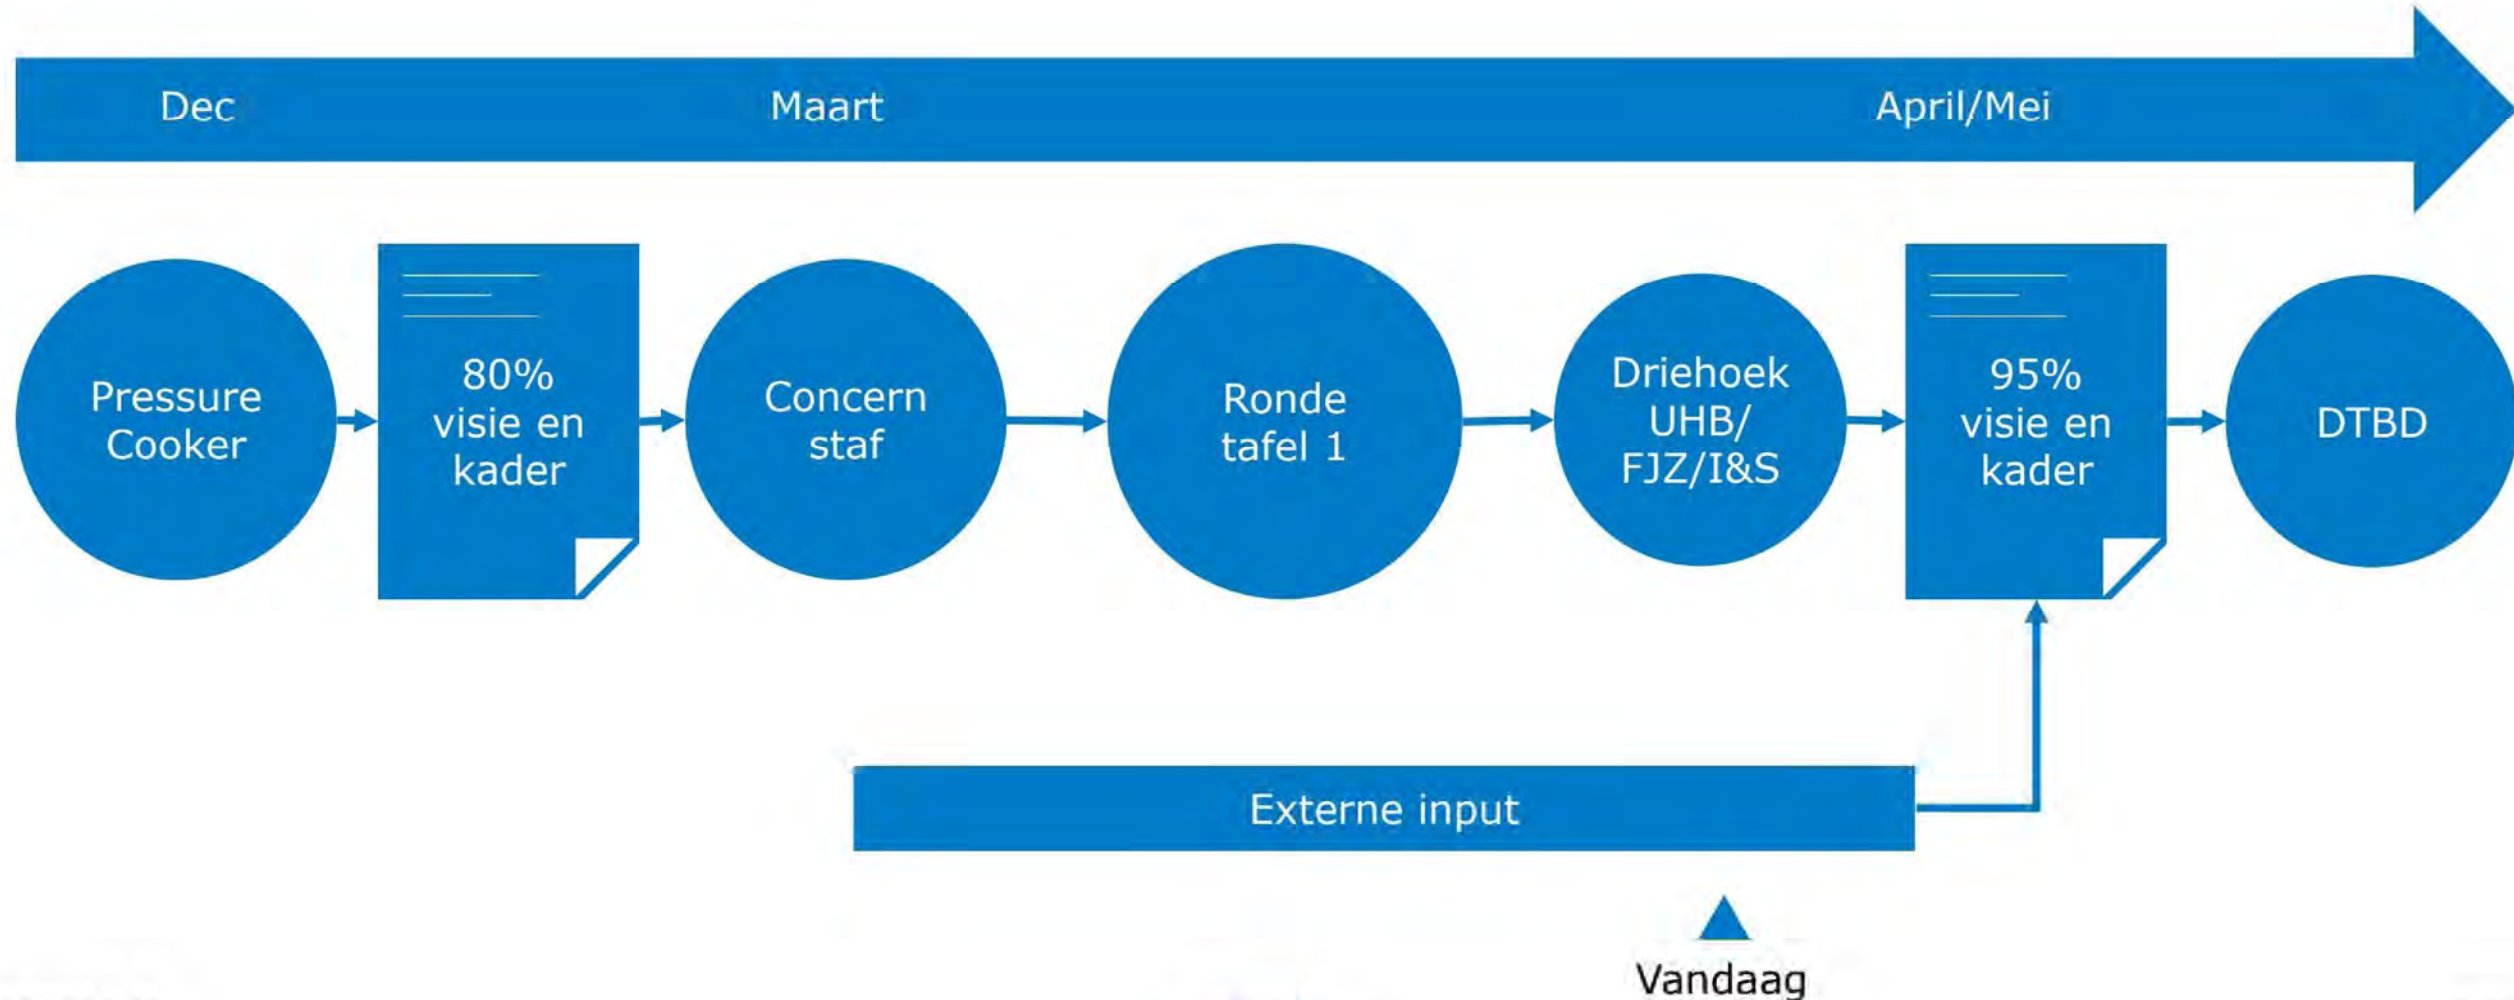 Dec
Maart
April/Mei
Pressure
Cooker
80%
visie en
kader
Concern
staf
Ronde
tafel 1
Driehoek
UHB/
FJZ/I&S
95%
visie en
kader
DTBD
Externe input
Vandaag